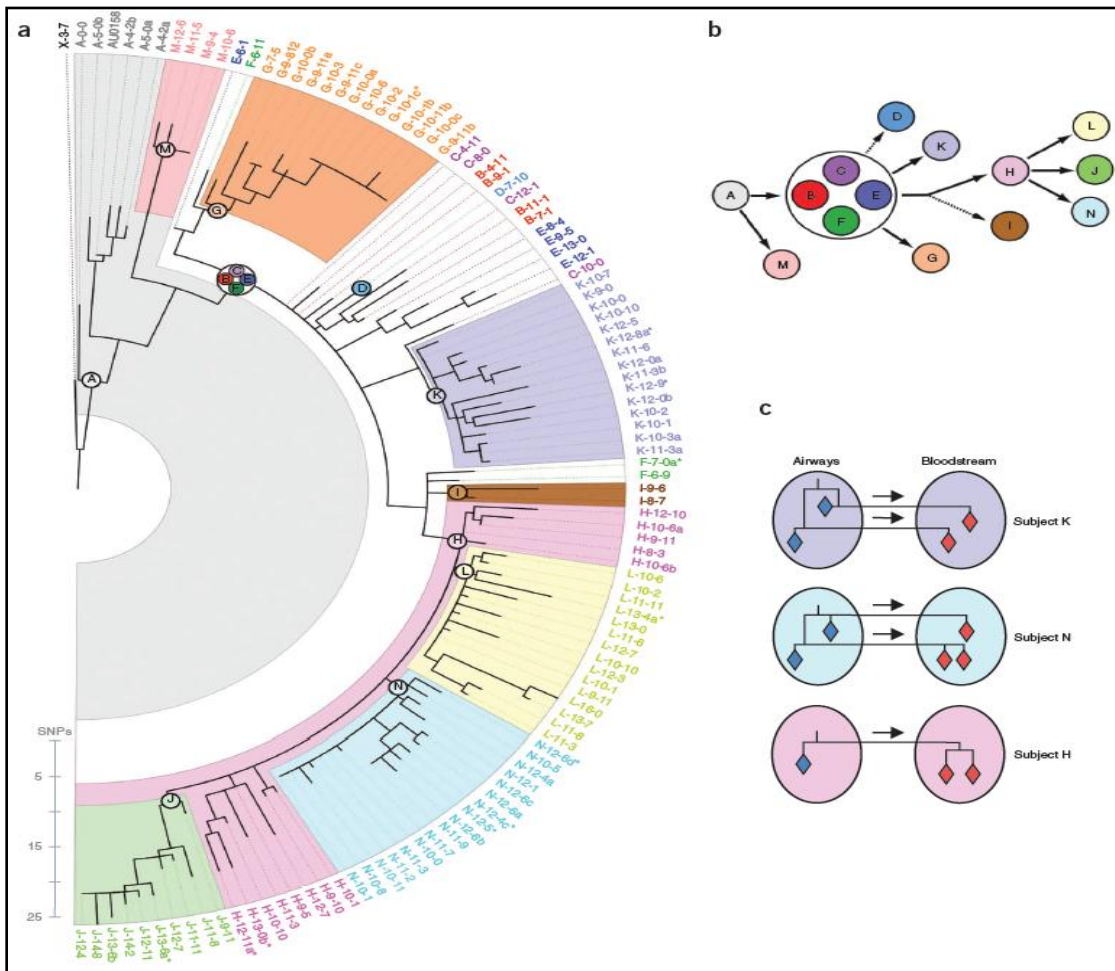 a
X-3-7
A-0-0
A-5-0b
AU0158
A-4-2b
A-5-0a
A-4-2a
M-12-6
M-11-5
M-9-4
M-10-6
E-6-1
F-6-11
G-7-5
G-9-812
G-10-0b
G-9-11a
G-10-3
G-9-11c
G-10-0a
G-10-6
G-10-2
G-10-1c*
G-10-1b
G-10-11b
G-10-0c
G-9-11b
C-4-11
C-8-0
B-4-11
B-9-1
D-7-10
C-12-1
B-11-1
B-7-1
E-8-4
E-9-5
E-13-0
E-12-1
C-10-0
K-10-7
K-9-0
K-10-0
K-10-10
K-12-5
K-12-8a*
K-11-6
K-12-0a
K-11-3b
K-12-9*
K-12-0b
K-10-2
K-10-1
K-10-3a
K-11-3a
F-7-0a*
F-6-9
I-9-6
I-8-7
H-12-10
H-10-6a
H-9-11
H-8-3
H-10-6b
L-10-6
L-10-2
L-11-11
L-13-4a*
L-13-0
L-11-6
L-12-7
L-10-10
L-12-3
L-10-1
L-9-11
L-16-0
L-13-7
L-11-8
L-11-3
N-12-6d*
N-10-5
N-12-4a
N-12-1
N-12-6c
N-12-6a
N-12-4c*
N-12-5*
N-12-6b
N-11-9
N-11-7
N-10-0
N-11-3
N-11-2
N-10-11
N-10-8
N-10-1
H-10-1
H-9-10
H-12-7
H-9-5
H-11-3
H-10-10
H-13-0b*
H-12-11a*
J-9-11
J-11-8
J-11-11
J-12-7
J-13-6a*
J-12-11
J-14-2
J-13-6b
J-14-8
J-124
M
G
C
B
E
F
D
A
K
I
H
L
N
J
SNPs
5
15
25
b
D
K
L
C
A
B
E
H
J
F
I
N
M
G
c
Airways
Bloodstream
Subject K
Subject N
Subject H